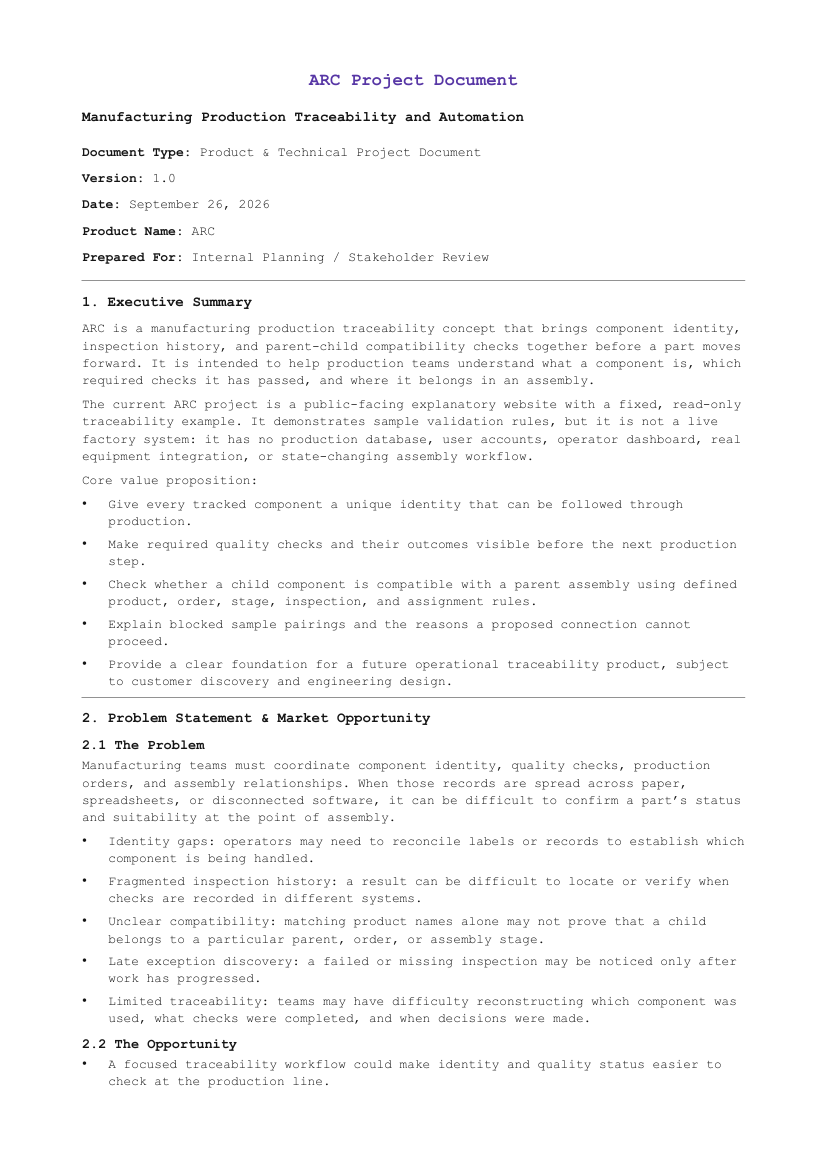 ARC Project Document
Manufacturing Production Traceability and Automation
Document Type: Product & Technical Project Document
Version: 1.0
Date: September 26, 2026
Product Name: ARC
Prepared For: Internal Planning / Stakeholder Review
1. Executive Summary
ARC is a manufacturing production traceability concept that brings component identity,
inspection history, and parent-child compatibility checks together before a part moves
forward. It is intended to help production teams understand what a component is, which
required checks it has passed, and where it belongs in an assembly.
The current ARC project is a public-facing explanatory website with a fixed, read-only
traceability example. It demonstrates sample validation rules, but it is not a live
factory system: it has no production database, user accounts, operator dashboard, real
equipment integration, or state-changing assembly workflow.
Core value proposition:
• Give every tracked component a unique identity that can be followed through
production.
• Make required quality checks and their outcomes visible before the next production
step.
• Check whether a child component is compatible with a parent assembly using defined
product, order, stage, inspection, and assignment rules.
• Explain blocked sample pairings and the reasons a proposed connection cannot
proceed.
• Provide a clear foundation for a future operational traceability product, subject
to customer discovery and engineering design.
2. Problem Statement & Market Opportunity
2.1 The Problem
Manufacturing teams must coordinate component identity, quality checks, production
orders, and assembly relationships. When those records are spread across paper,
spreadsheets, or disconnected software, it can be difficult to confirm a part’s status
and suitability at the point of assembly.
• Identity gaps: operators may need to reconcile labels or records to establish which
component is being handled.
• Fragmented inspection history: a result can be difficult to locate or verify when
checks are recorded in different systems.
• Unclear compatibility: matching product names alone may not prove that a child
belongs to a particular parent, order, or assembly stage.
• Late exception discovery: a failed or missing inspection may be noticed only after
work has progressed.
• Limited traceability: teams may have difficulty reconstructing which component was
used, what checks were completed, and when decisions were made.
2.2 The Opportunity
• A focused traceability workflow could make identity and quality status easier to
check at the production line.